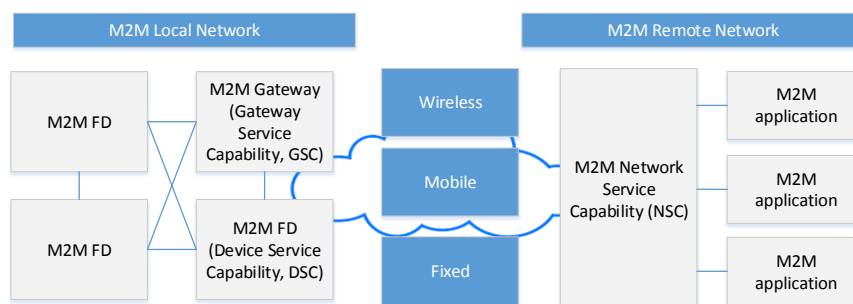 M2M Local Network
M2M Remote Network
M2M FD
M2M Gateway
(Gateway
Service
Capability, GSC)
M2M FD
M2M FD
(Device Service
Capability, DSC)
Wireless
Mobile
Fixed
M2M Network
Service
Capability (NSC)
M2M
application
M2M
application
M2M
application